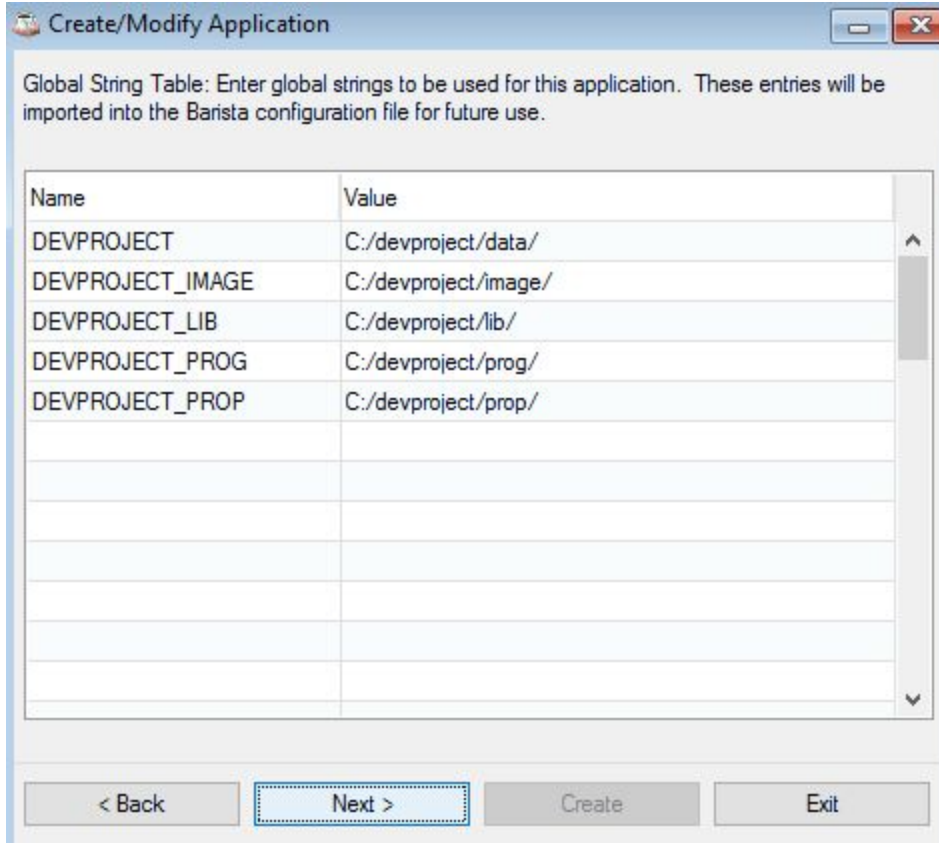 Create/Modify Application
Global String Table: Enter global strings to be used for this application.  These entries will be
imported into the Barista configuration file for future use.
Name Value
DEVPROJECT C:/devproject/data/
DEVPROJECT_IMAGE C:/devproject/image/
DEVPROJECT_LIB C:/devproject/lib/
DEVPROJECT_PROG C:/devproject/prog/
DEVPROJECT_PROP C:/devproject/prop/
< Back Next > Create Exit